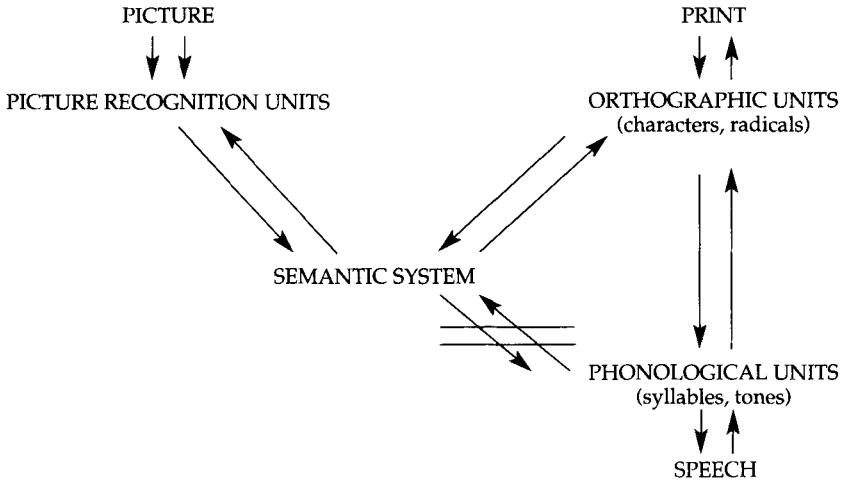 PICTURE
PRINT
PICTURE RECOGNITION UNITS
ORTHOGRAPHIC UNITS
(characters, radicals)
SEMANTIC SYSTEM
PHONOLOGICAL UNITS
(syllables, tones)
SPEECH